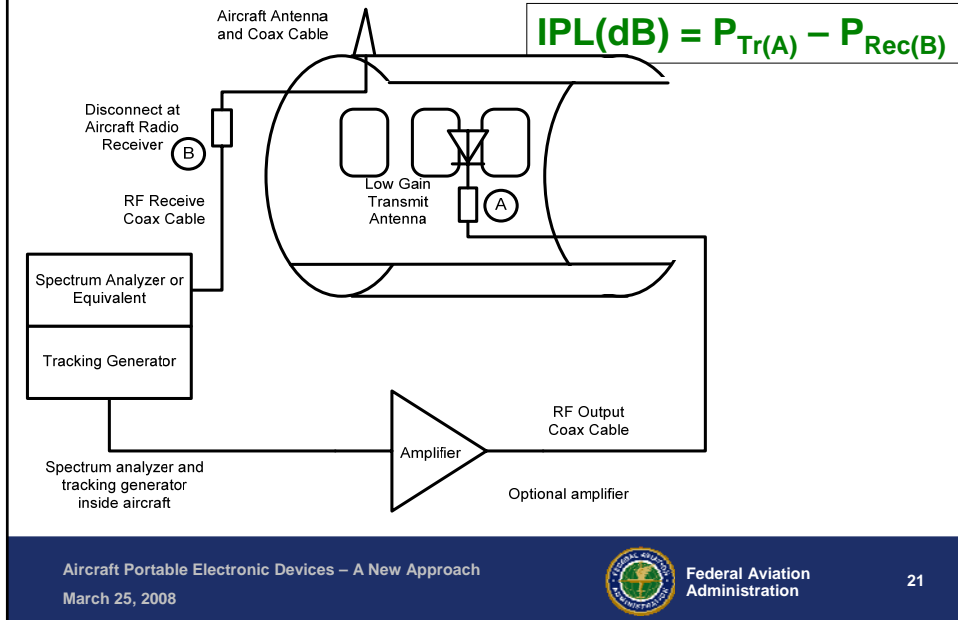 Aircraft Antenna
and Coax Cable
IPL(dB) = P_Tr(A) – P_Rec(B)
Disconnect at
Aircraft Radio
Receiver
B
RF Receive
Coax Cable
Low Gain
Transmit
Antenna
A
Spectrum Analyzer or
Equivalent
Tracking Generator
Amplifier
RF Output
Coax Cable
Spectrum analyzer and
tracking generator
inside aircraft
Optional amplifier
Aircraft Portable Electronic Devices – A New Approach
March 25, 2008
Federal Aviation
Administration
21